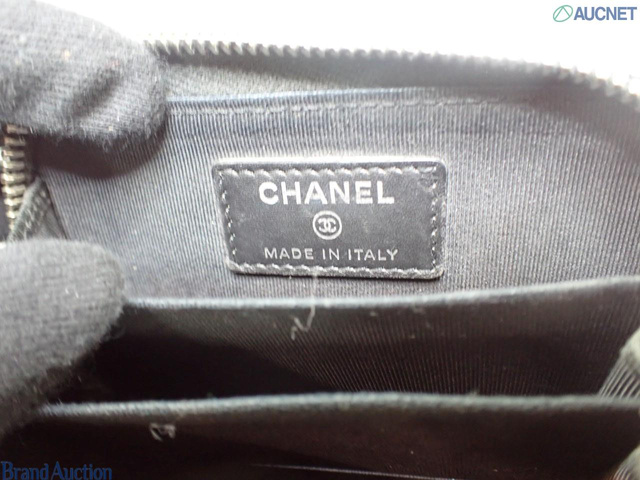 AUCNET
CHANEL
MADE IN ITALY
Brand Auction